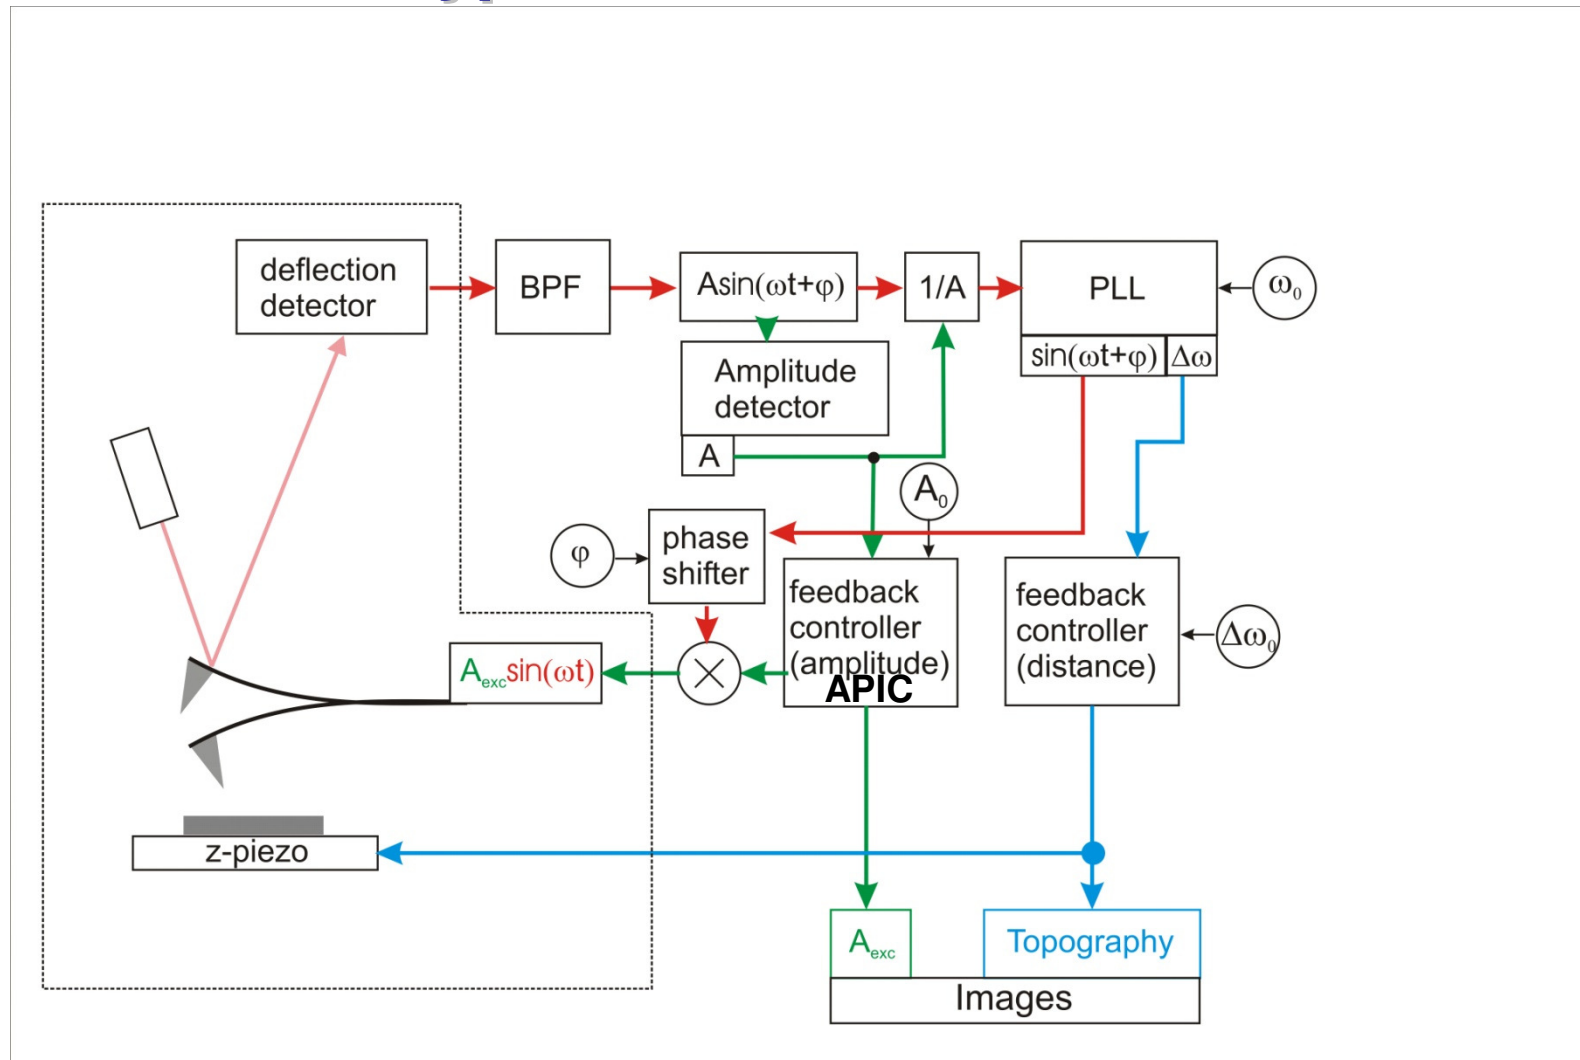 deflection
detector
BPF
Asin(ωt+φ)
1/A
PLL
ω₀
sin(ωt+φ)
Δω
Amplitude
detector
A
A₀
φ
phase
shifter
feedback
controller
(amplitude)
APIC
feedback
controller
(distance)
Δω₀
Aexcsin(ωt)
z-piezo
Aexc
Topography
Images